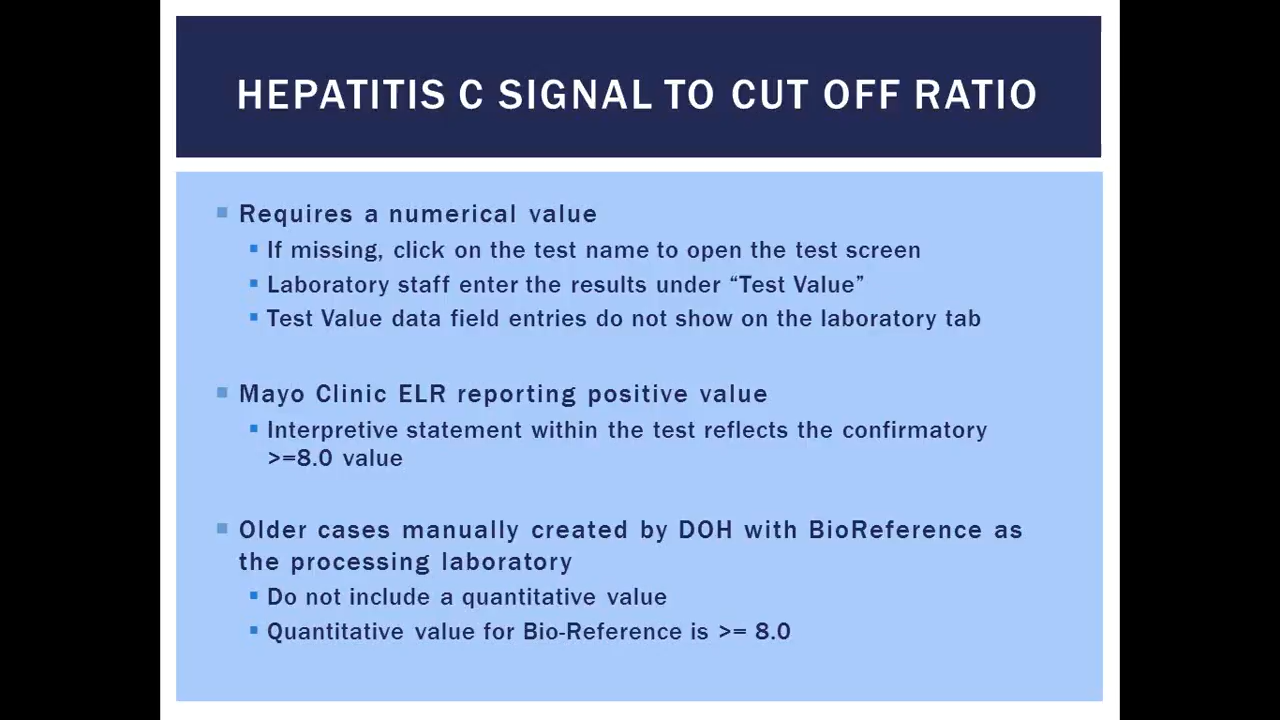 HEPATITIS C SIGNAL TO CUT OFF RATIO
Requires a numerical value
If missing, click on the test name to open the test screen
Laboratory staff enter the results under “Test Value”
Test Value data field entries do not show on the laboratory tab
Mayo Clinic ELR reporting positive value
Interpretive statement within the test reflects the confirmatory
>=8.0 value
Older cases manually created by DOH with BioReference as
the processing laboratory
Do not include a quantitative value
Quantitative value for Bio-Reference is >= 8.0